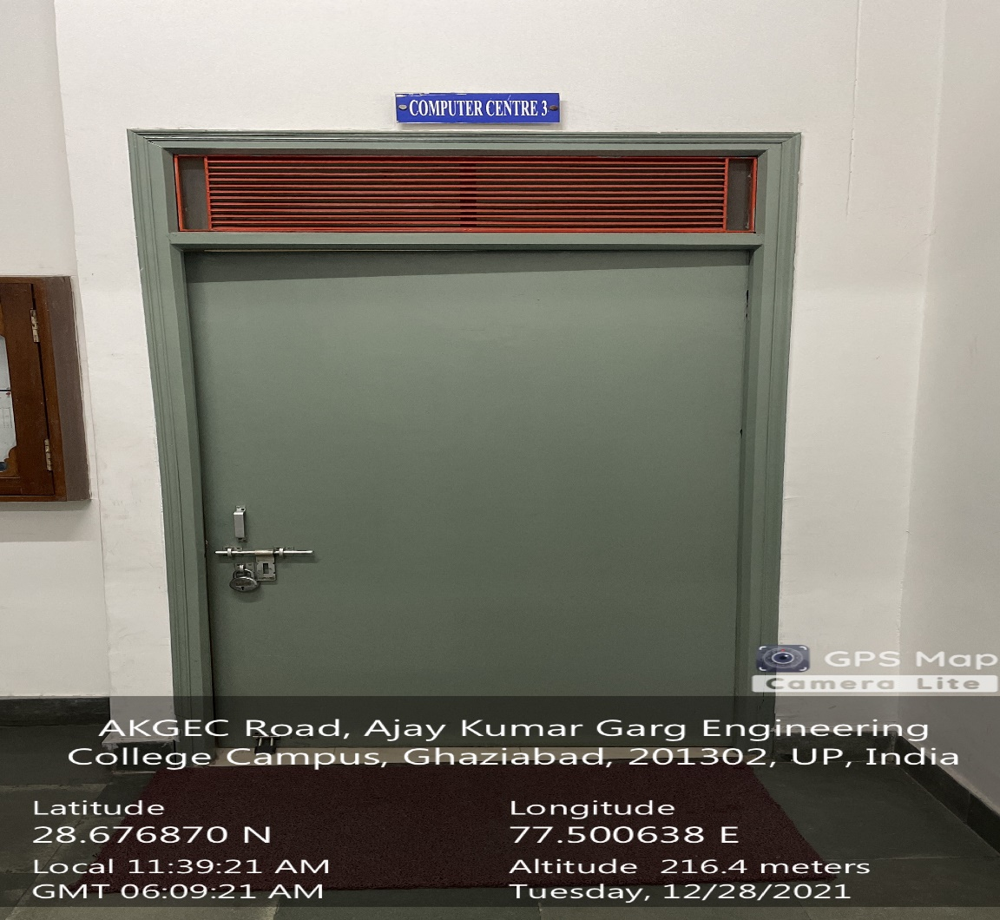 COMPUTER CENTRE 3
GPS Map
Camera Lite
AKGEC Road, Ajay Kumar Garg Engineering
College Campus, Ghaziabad, 201302, UP, India
Latitude
28.676870 N
Longitude
77.500638 E
Local 11:39:21 AM
GMT 06:09:21 AM
Altitude 216.4 meters
Tuesday, 12/28/2021